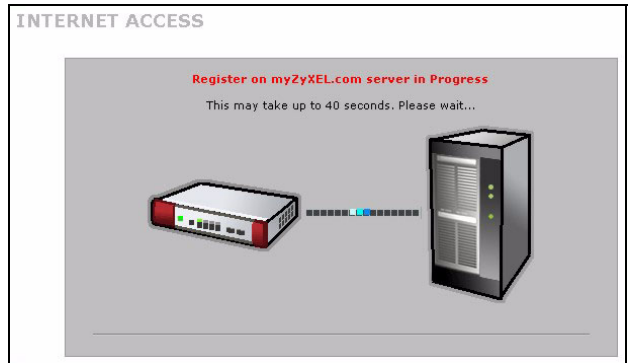 INTERNET ACCESS
Register on myZyXEL.com server in Progress
This may take up to 40 seconds. Please wait...